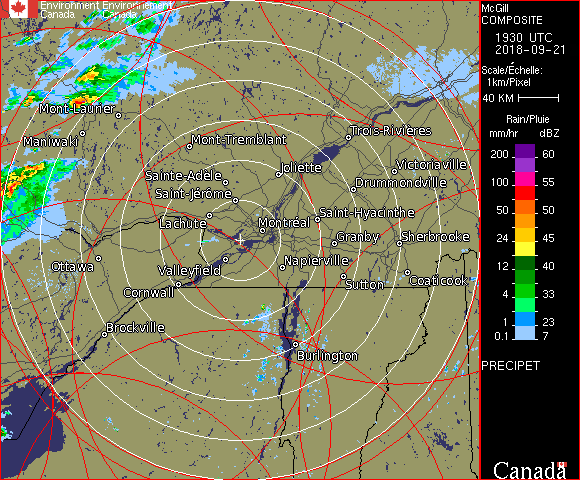 Environment Environnement
Canada Canada
McGill
COMPOSITE
1930 UTC
2018-09-21
Scale/Échelle:
1km/Pixel
40 KM
Rain/Pluie
mm/hr dBZ
200 60
100 55
50 50
24 45
12 40
4 33
1 23
0.1 7
PRECIPET
Canada
Mont-Laurier
Maniwaki
Mont-Tremblant
Trois-Rivières
Sainte-Adèle
Joliette
Victoriaville
Saint-Jérôme
Drummondville
Lachute
Montréal
Saint-Hyacinthe
Granby
Sherbrooke
Ottawa
Valleyfield
Napierville
Cornwall
Sutton
Coaticook
Brockville
Burlington